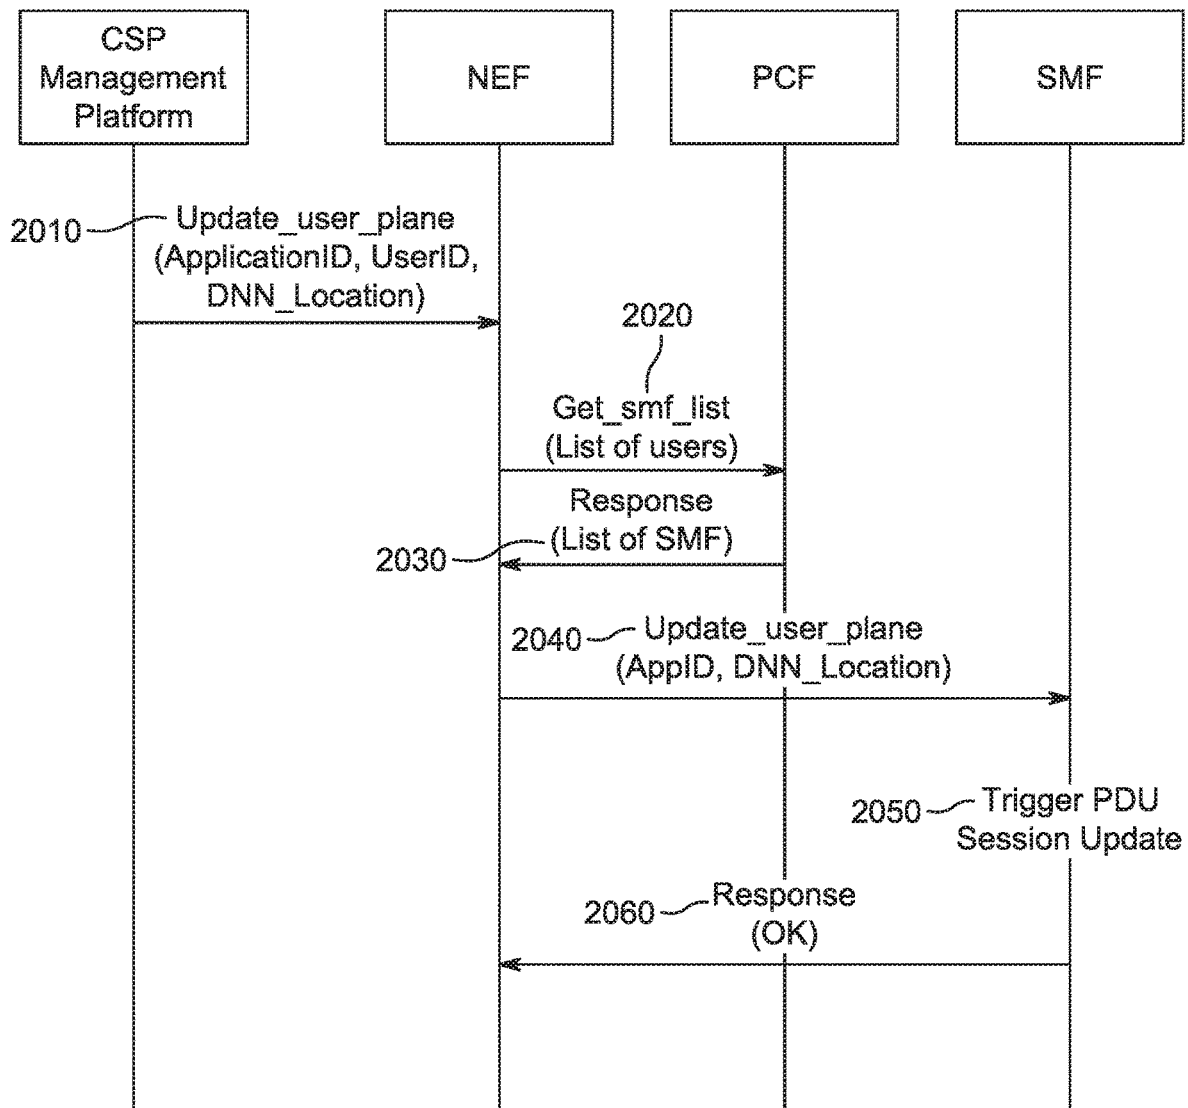 CSP
Management
Platform
NEF
PCF
SMF
2010
Update_user_plane
(ApplicationID, UserID,
DNN_Location)
2020
Get_smf_list
(List of users)
Response
(List of SMF)
2030
2040
Update_user_plane
(AppID, DNN_Location)
2050
Trigger PDU
Session Update
2060
Response
(OK)